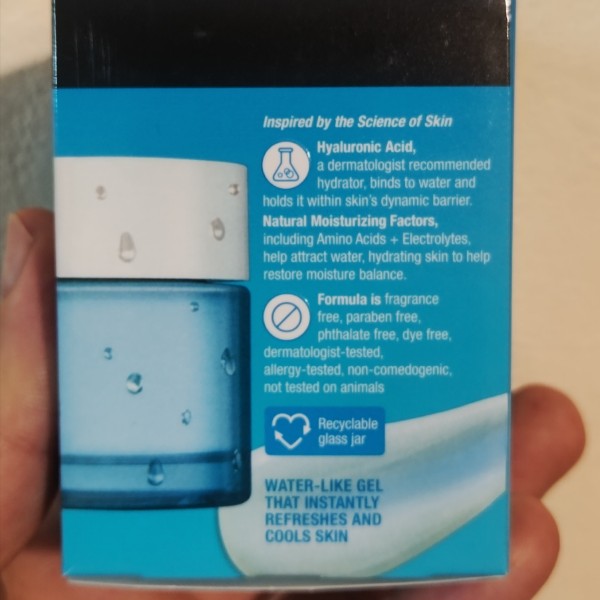 Inspired by the Science of Skin
Hyaluronic Acid,
a dermatologist recommended
hydrator, binds to water and
holds it within skin's dynamic barrier.
Natural Moisturizing Factors,
including Amino Acids + Electrolytes,
help attract water, hydrating skin to help
restore moisture balance.
Formula is fragrance
free, paraben free,
phthalate free, dye free,
dermatologist-tested,
allergy-tested, non-comedogenic,
not tested on animals
Recyclable
glass jar
WATER-LIKE GEL
THAT INSTANTLY
REFRESHES AND
COOLS SKIN